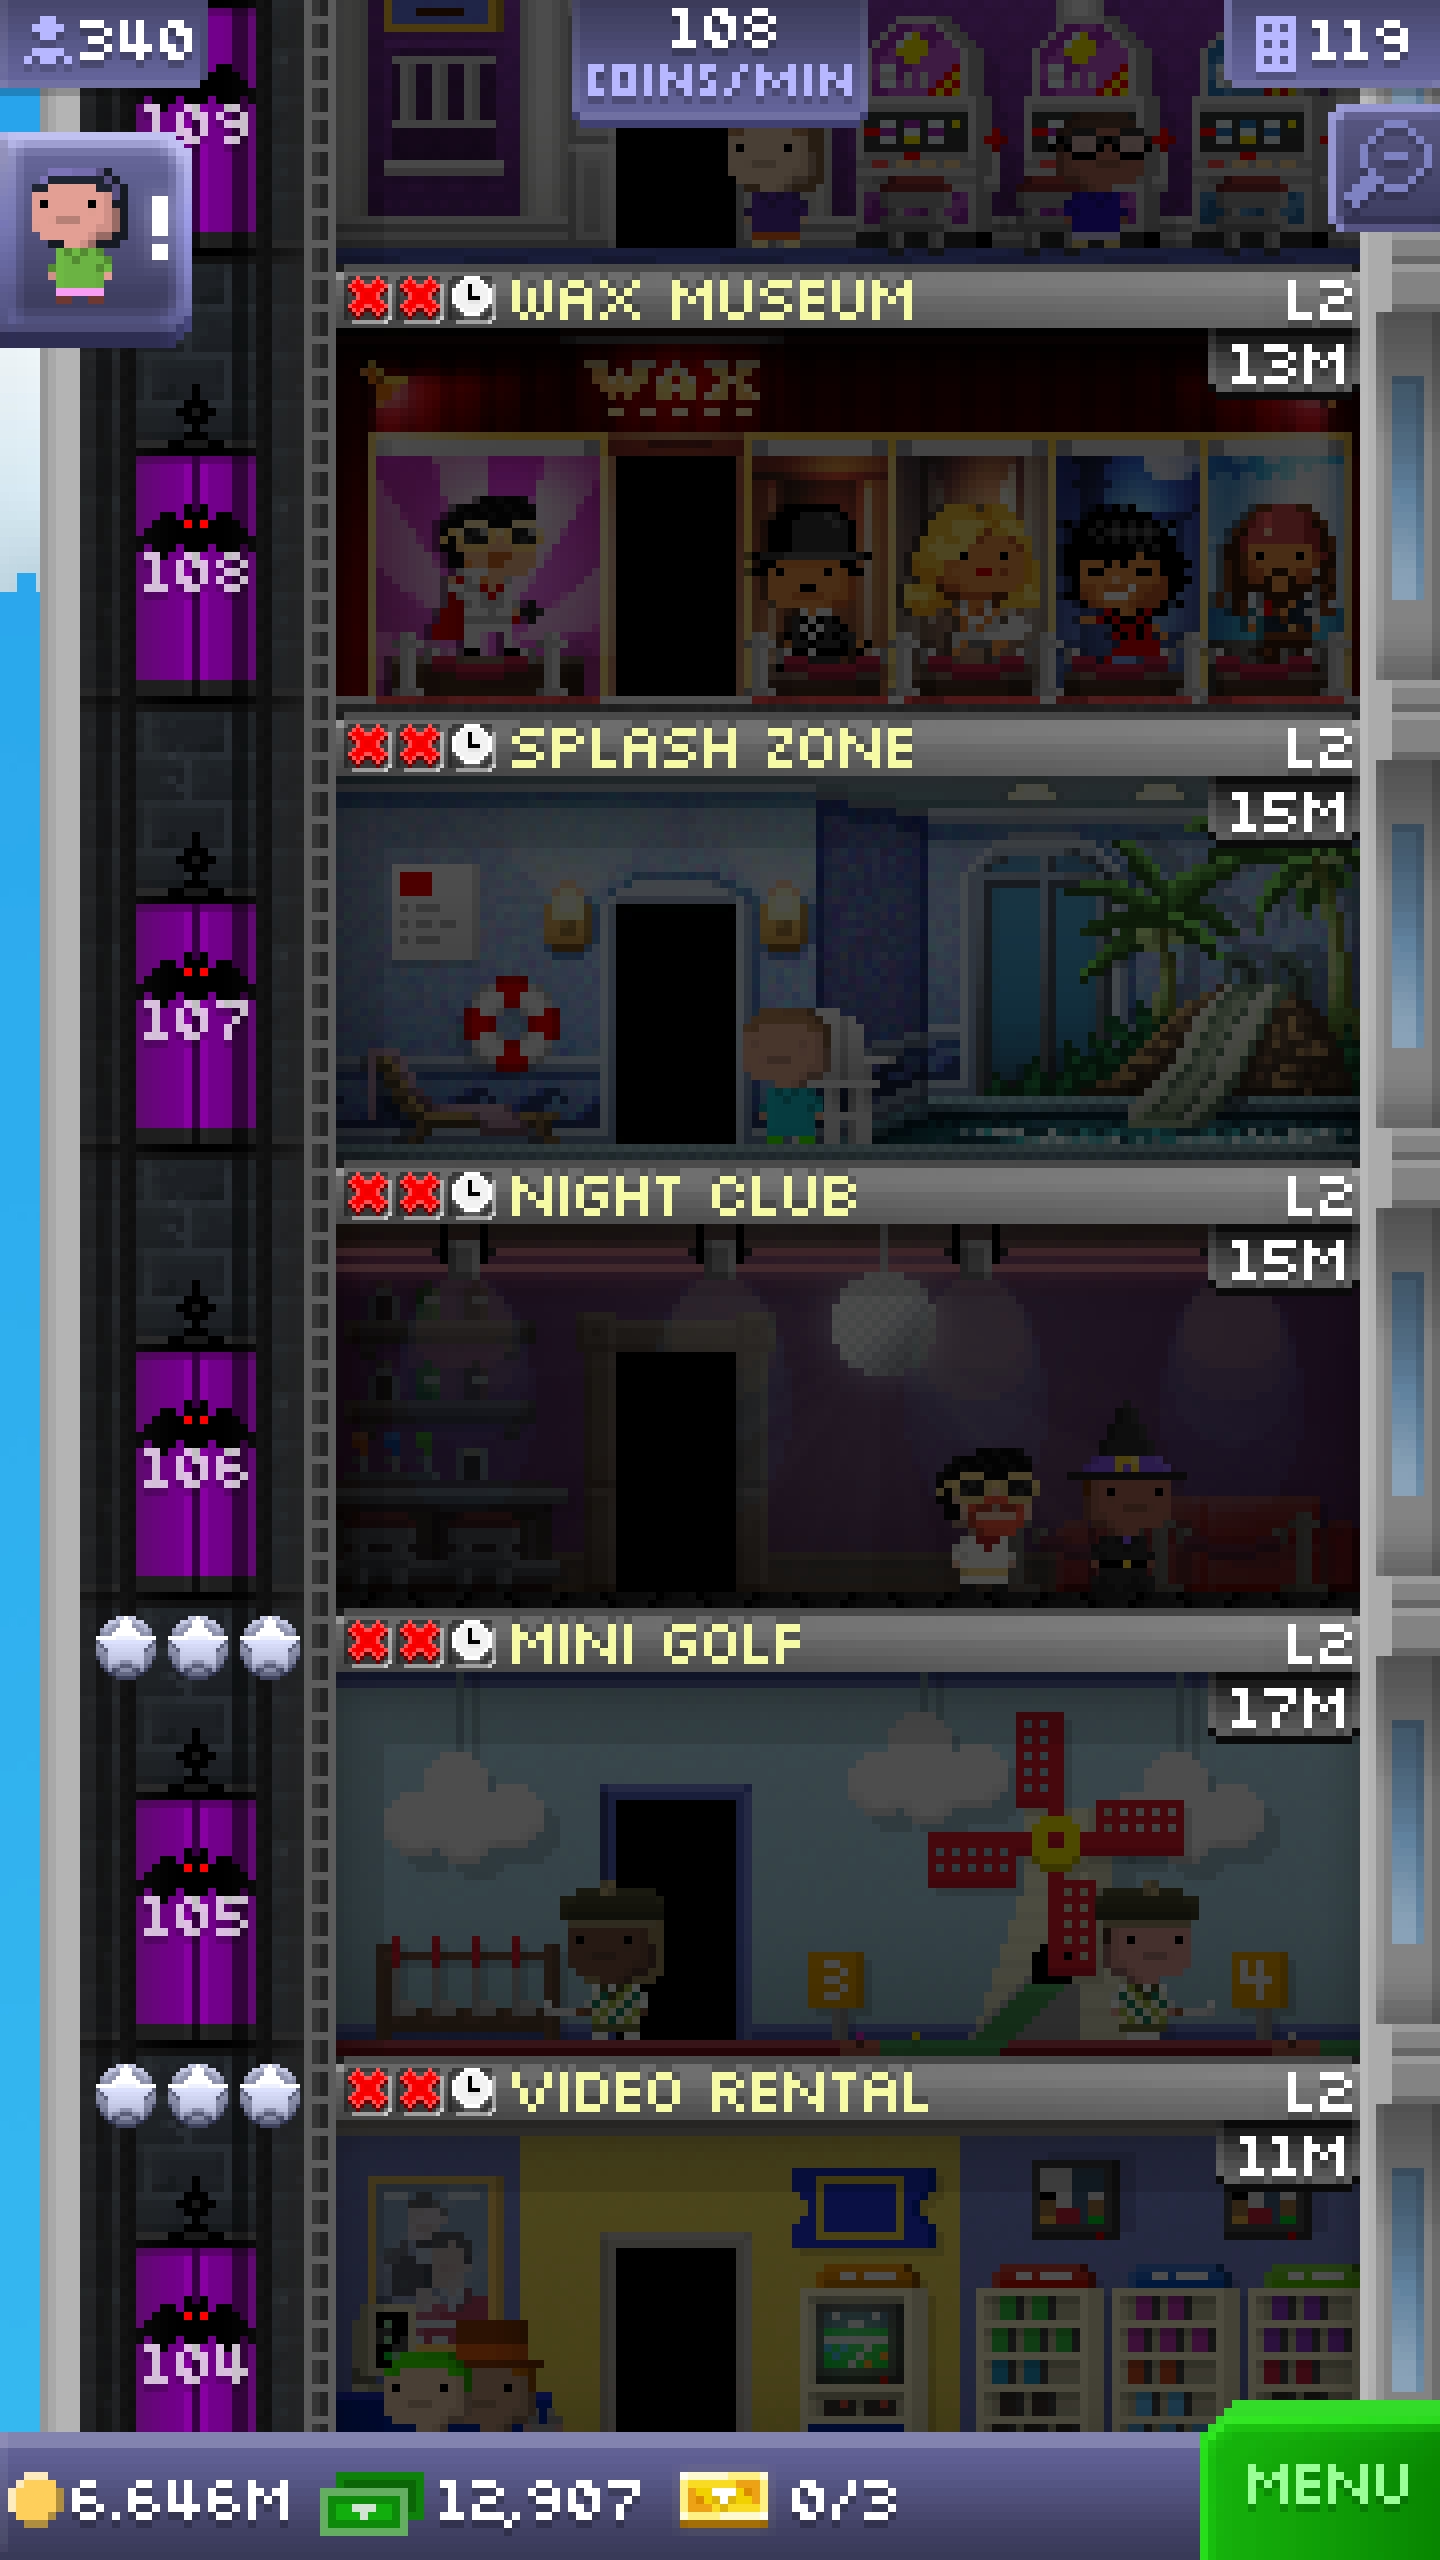 340
108
COINS/MIN
119
109
!
WAX MUSEUM L2
13M
WAX
108
SPLASH ZONE L2
15M
107
NIGHT CLUB L2
15M
106
MINI GOLF L2
17M
105
3
4
VIDEO RENTAL L2
11M
104
6.646M 12,907 0/3
MENU